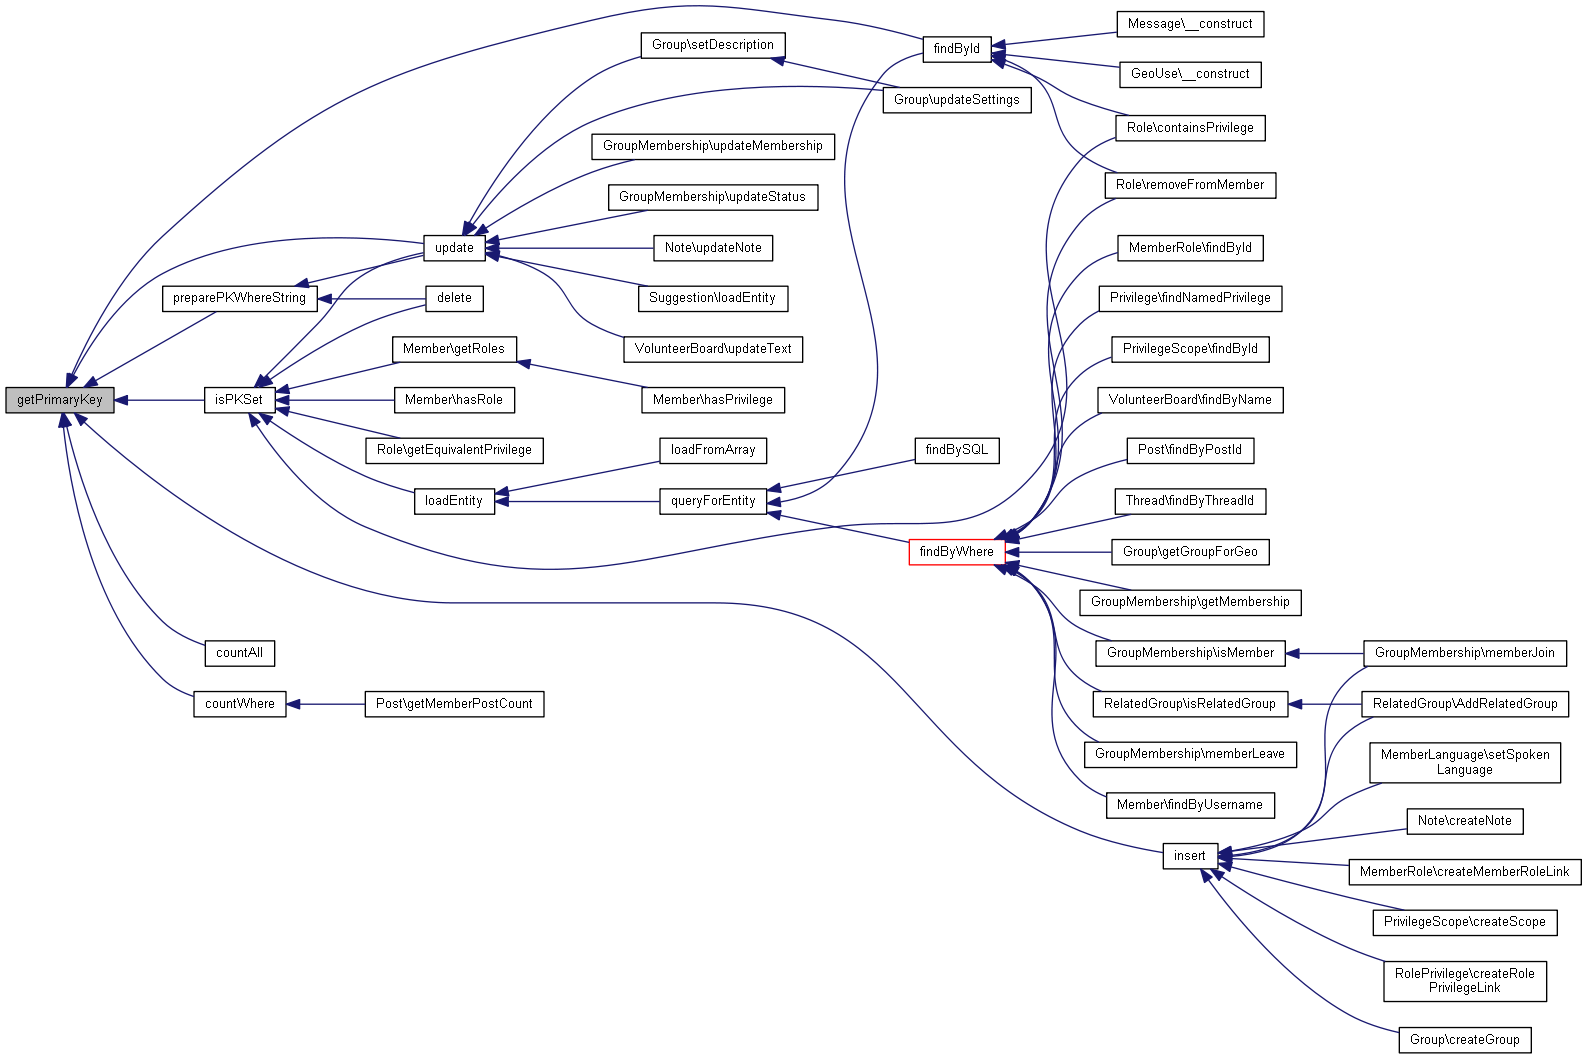 getPrimaryKey
findById
Message\__construct
GeoUse\__construct
Role\containsPrivilege
Role\removeFromMember
Group\setDescription
Group\updateSettings
GroupMembership\updateMembership
GroupMembership\updateStatus
update
Note\updateNote
Suggestion\loadEntity
VolunteerBoard\updateText
preparePKWhereString
delete
isPKSet
Member\getRoles
Member\hasPrivilege
Member\hasRole
Role\getEquivalentPrivilege
loadEntity
loadFromArray
queryForEntity
findBySQL
findByWhere
MemberRole\findById
Privilege\findNamedPrivilege
PrivilegeScope\findById
VolunteerBoard\findByName
Post\findByPostId
Thread\findByThreadId
Group\getGroupForGeo
GroupMembership\getMembership
GroupMembership\isMember
GroupMembership\memberJoin
RelatedGroup\isRelatedGroup
RelatedGroup\AddRelatedGroup
GroupMembership\memberLeave
Member\findByUsername
countAll
countWhere
Post\getMemberPostCount
insert
MemberLanguage\setSpoken
Language
Note\createNote
MemberRole\createMemberRoleLink
PrivilegeScope\createScope
RolePrivilege\createRole
PrivilegeLink
Group\createGroup